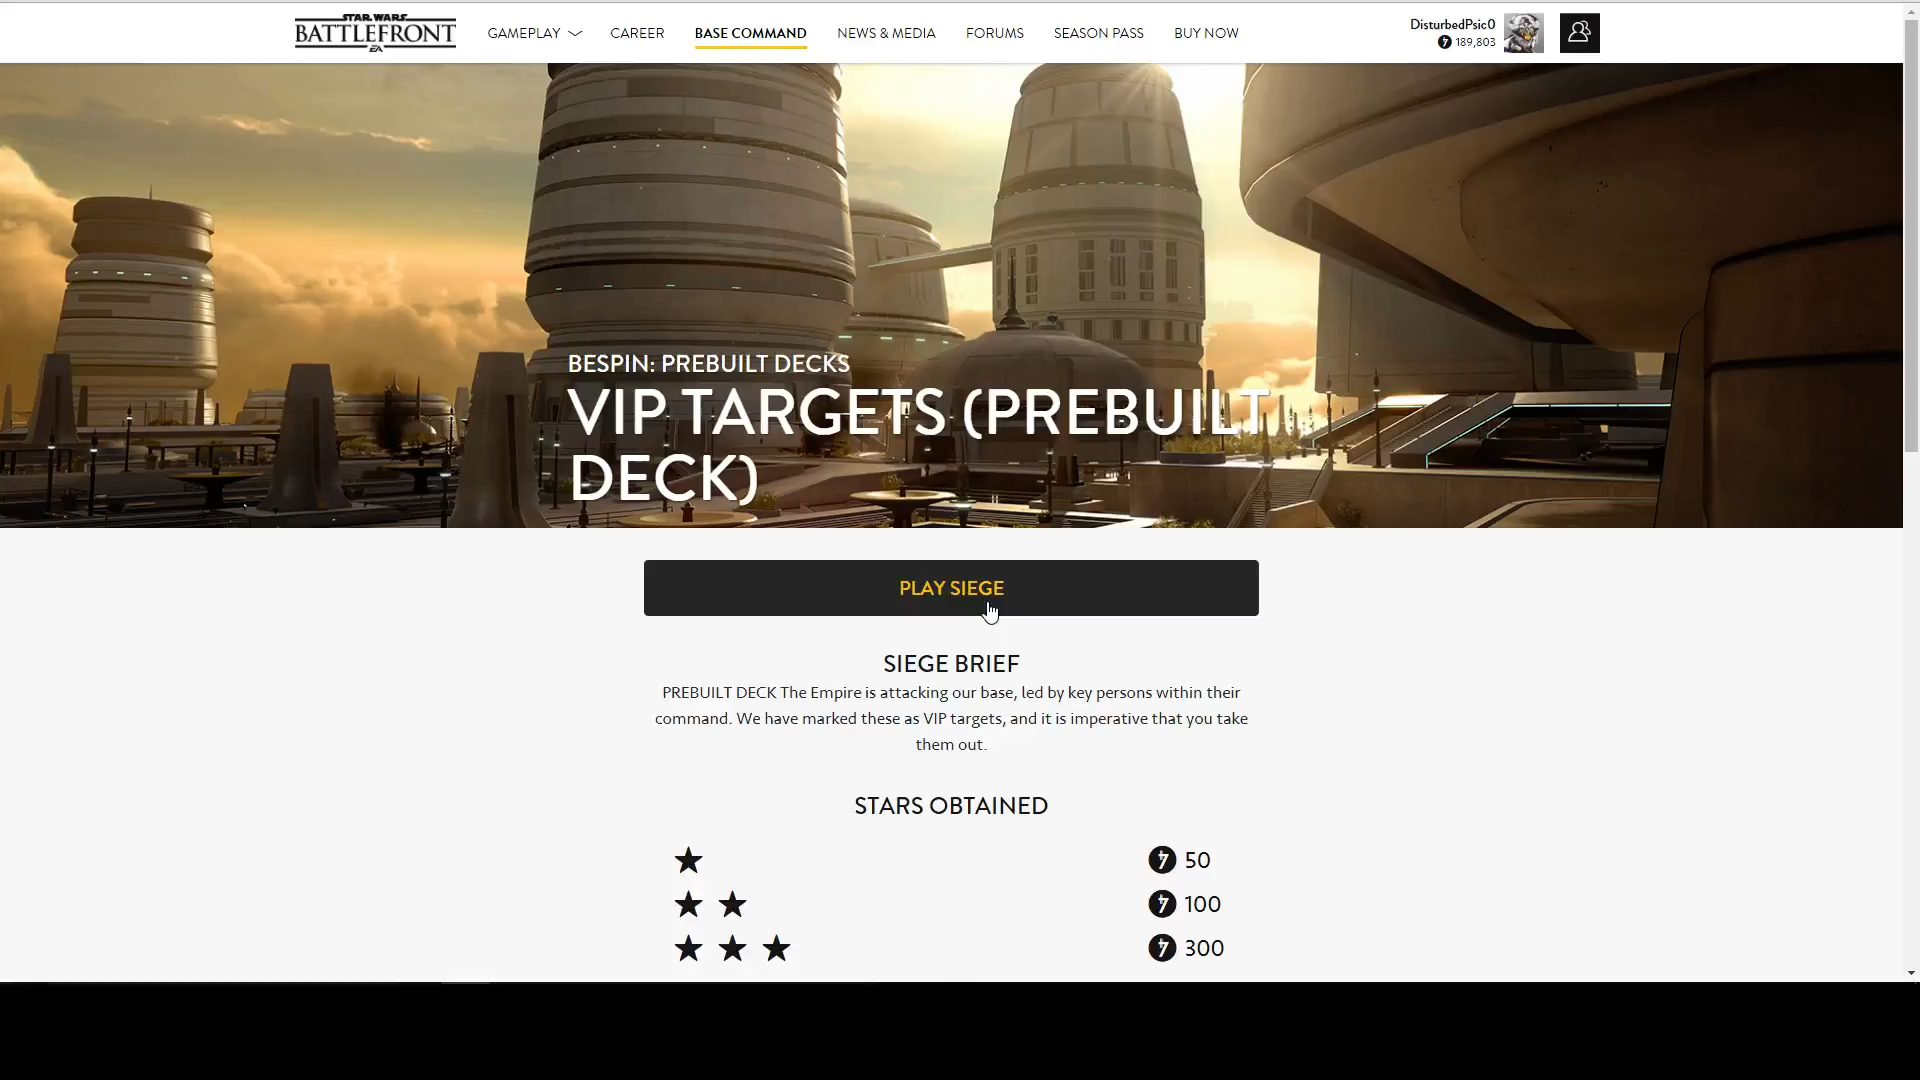 STAR WARS
BATTLEFRONT
EA
GAMEPLAY
CAREER
BASE COMMAND
NEWS & MEDIA
FORUMS
SEASON PASS
BUY NOW
DisturbedPsic0
189,803
BESPIN: PREBUILT DECKS
VIP TARGETS (PREBUILT
DECK)
PLAY SIEGE
SIEGE BRIEF
PREBUILT DECK The Empire is attacking our base, led by key persons within their
command. We have marked these as VIP targets, and it is imperative that you take
them out.
STARS OBTAINED
50
100
300